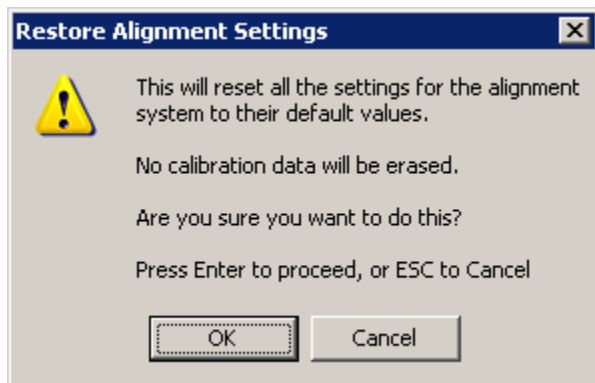 Restore Alignment Settings
This will reset all the settings for the alignment
system to their default values.
No calibration data will be erased.
Are you sure you want to do this?
Press Enter to proceed, or ESC to Cancel
OK
Cancel